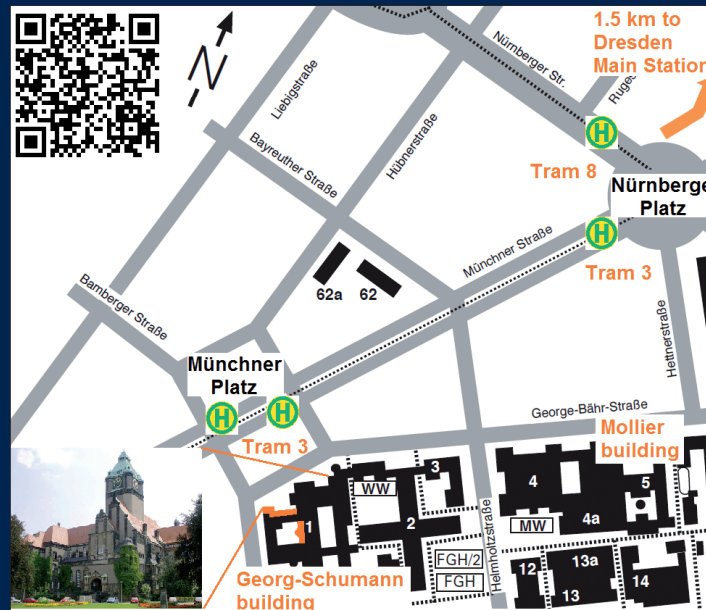 N
1.5 km to
Dresden
Main Station
Nürnberger Str.
Liebigstraße
Hübnerstraße
Bayreuther Straße
H
Tram 8
Münchner Straße
H
Tram 3
62a
62
Bamberger Straße
Hettnerstraße
Münchner
Platz
H
H
Tram 3
George-Bähr-Straße
Mollier
building
WW
3
4
5
1
2
MW
4a
Helmholtzstraße
FGH/2
FGH
12
13a
13
14
Georg-Schumann
building
Platz